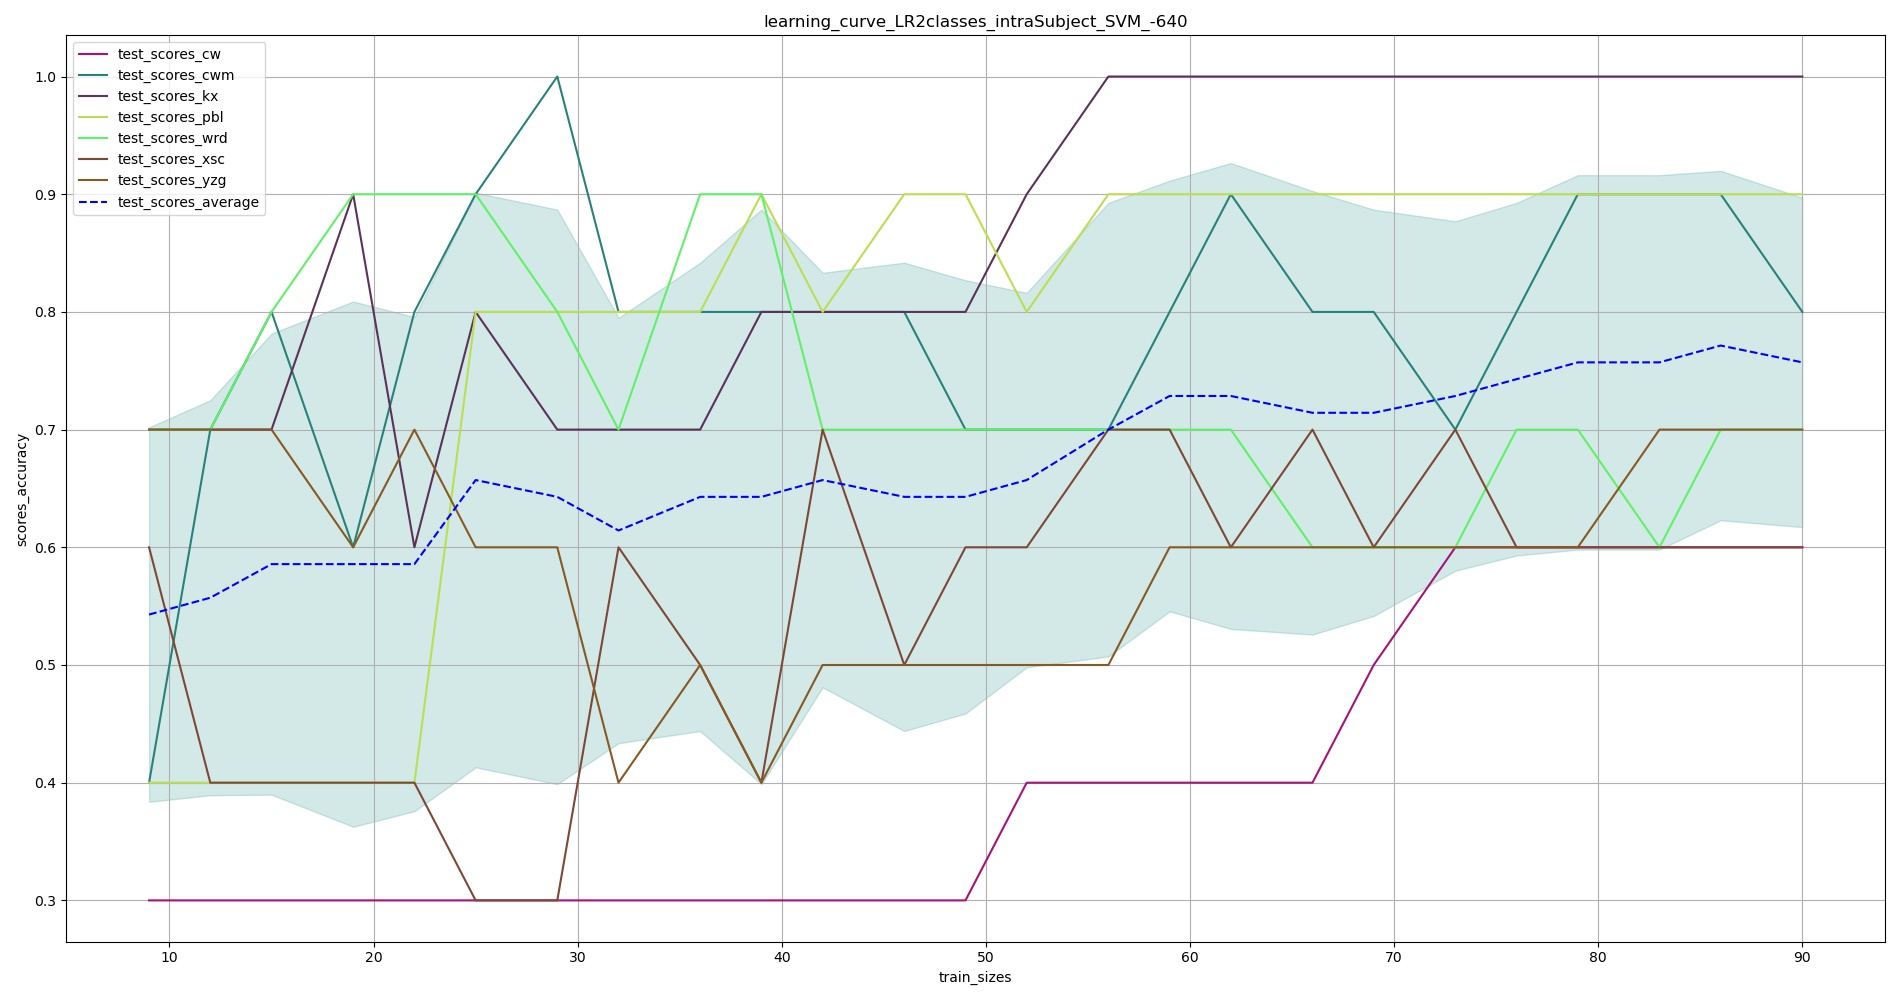 learning_curve_LR2classes_intraSubject_SVM_-640
test_scores_cw
test_scores_cwm
test_scores_kx
test_scores_pbl
test_scores_wrd
test_scores_xsc
test_scores_yzg
test_scores_average
1.0
0.9
0.8
0.7
0.6
0.5
0.4
0.3
scores_accuracy
10 20 30 40 50 60 70 80 90
train_sizes